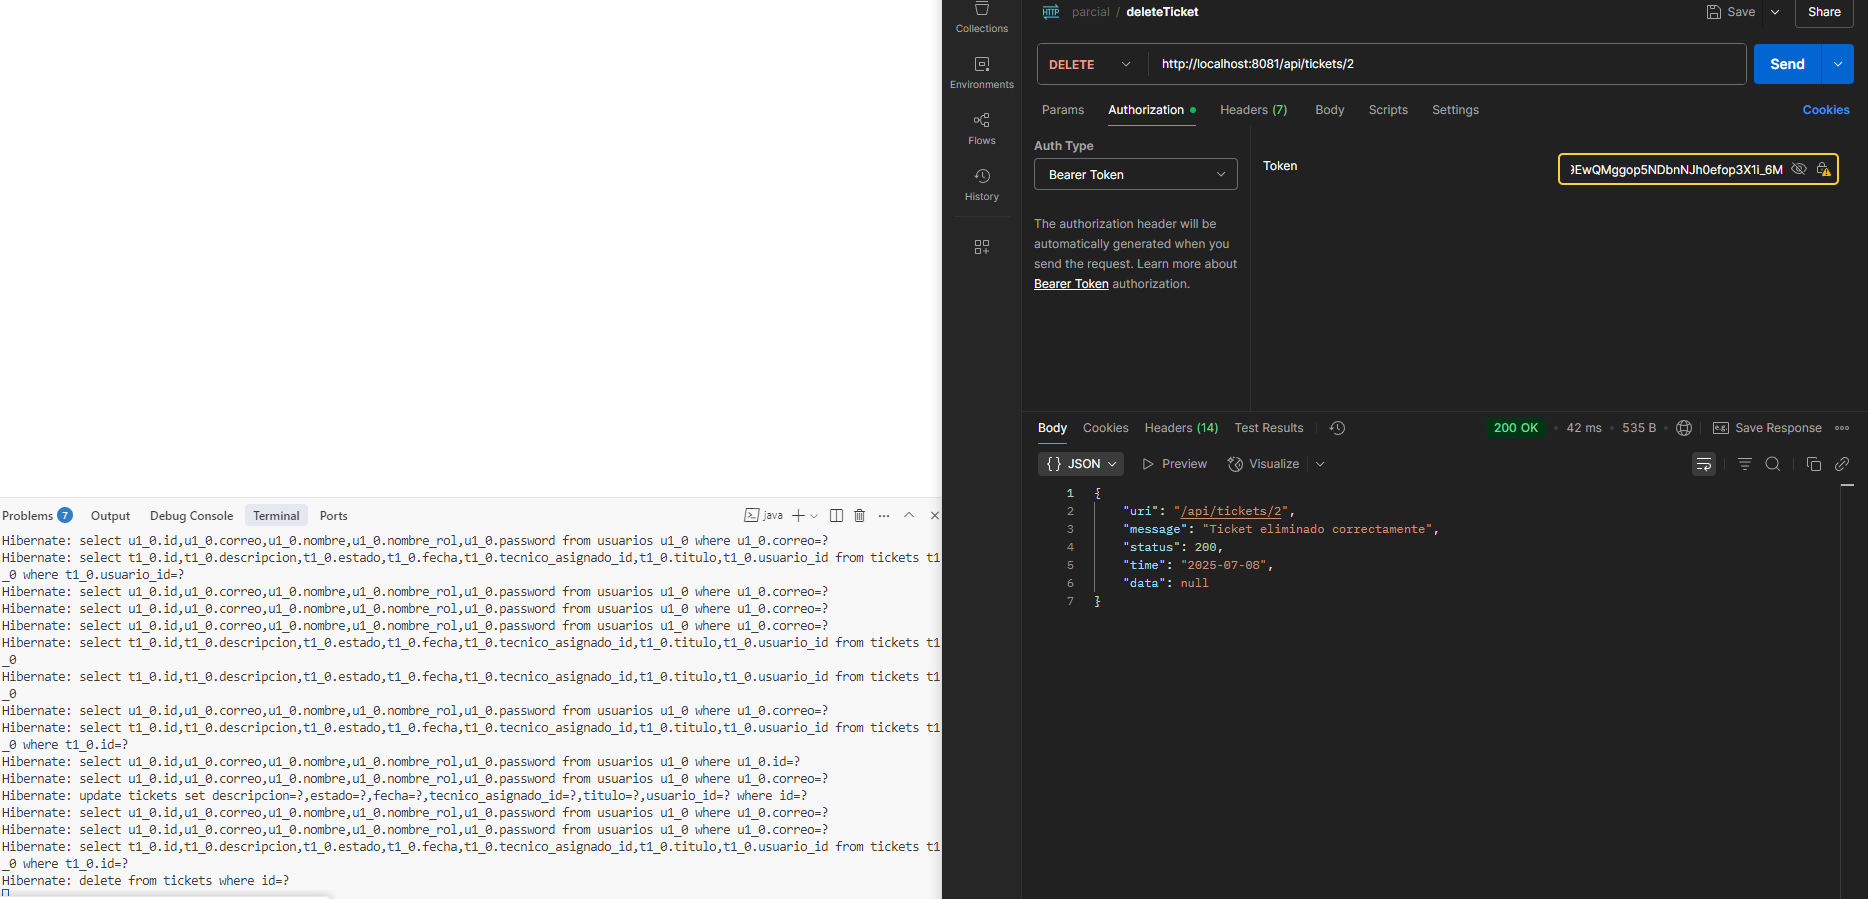 Problems 7 Output Debug Console Terminal Ports java
Hibernate: select u1_0.id,u1_0.correo,u1_0.nombre,u1_0.nombre_rol,u1_0.password from usuarios u1_0 where u1_0.correo=?
Hibernate: select t1_0.id,t1_0.descripcion,t1_0.estado,t1_0.fecha,t1_0.tecnico_asignado_id,t1_0.titulo,t1_0.usuario_id from tickets t1
_0 where t1_0.usuario_id=?
Hibernate: select u1_0.id,u1_0.correo,u1_0.nombre,u1_0.nombre_rol,u1_0.password from usuarios u1_0 where u1_0.correo=?
Hibernate: select u1_0.id,u1_0.correo,u1_0.nombre,u1_0.nombre_rol,u1_0.password from usuarios u1_0 where u1_0.correo=?
Hibernate: select u1_0.id,u1_0.correo,u1_0.nombre,u1_0.nombre_rol,u1_0.password from usuarios u1_0 where u1_0.correo=?
Hibernate: select t1_0.id,t1_0.descripcion,t1_0.estado,t1_0.fecha,t1_0.tecnico_asignado_id,t1_0.titulo,t1_0.usuario_id from tickets t1
_0
Hibernate: select t1_0.id,t1_0.descripcion,t1_0.estado,t1_0.fecha,t1_0.tecnico_asignado_id,t1_0.titulo,t1_0.usuario_id from tickets t1
_0
Hibernate: select u1_0.id,u1_0.correo,u1_0.nombre,u1_0.nombre_rol,u1_0.password from usuarios u1_0 where u1_0.correo=?
Hibernate: select t1_0.id,t1_0.descripcion,t1_0.estado,t1_0.fecha,t1_0.tecnico_asignado_id,t1_0.titulo,t1_0.usuario_id from tickets t1
_0 where t1_0.id=?
Hibernate: select u1_0.id,u1_0.correo,u1_0.nombre,u1_0.nombre_rol,u1_0.password from usuarios u1_0 where u1_0.id=?
Hibernate: select u1_0.id,u1_0.correo,u1_0.nombre,u1_0.nombre_rol,u1_0.password from usuarios u1_0 where u1_0.correo=?
Hibernate: update tickets set descripcion=?,estado=?,fecha=?,tecnico_asignado_id=?,titulo=?,usuario_id=? where id=?
Hibernate: select u1_0.id,u1_0.correo,u1_0.nombre,u1_0.nombre_rol,u1_0.password from usuarios u1_0 where u1_0.correo=?
Hibernate: select u1_0.id,u1_0.correo,u1_0.nombre,u1_0.nombre_rol,u1_0.password from usuarios u1_0 where u1_0.correo=?
Hibernate: select t1_0.id,t1_0.descripcion,t1_0.estado,t1_0.fecha,t1_0.tecnico_asignado_id,t1_0.titulo,t1_0.usuario_id from tickets t1
_0 where t1_0.id=?
Hibernate: delete from tickets where id=?
Collections
Environments
Flows
History
HTTP parcial / deleteTicket Save Share
DELETE http://localhost:8081/api/tickets/2 Send
Params Authorization Headers (7) Body Scripts Settings Cookies
Auth Type
Bearer Token
The authorization header will be
automatically generated when you
send the request. Learn more about
Bearer Token authorization.
Token
Body Cookies Headers (14) Test Results 200 OK • 42 ms • 535 B e.g. Save Response
{} JSON Preview Visualize
1 {
2 "uri": "/api/tickets/2",
3 "message": "Ticket eliminado correctamente",
4 "status": 200,
5 "time": "2025-07-08",
6 "data": null
7 }